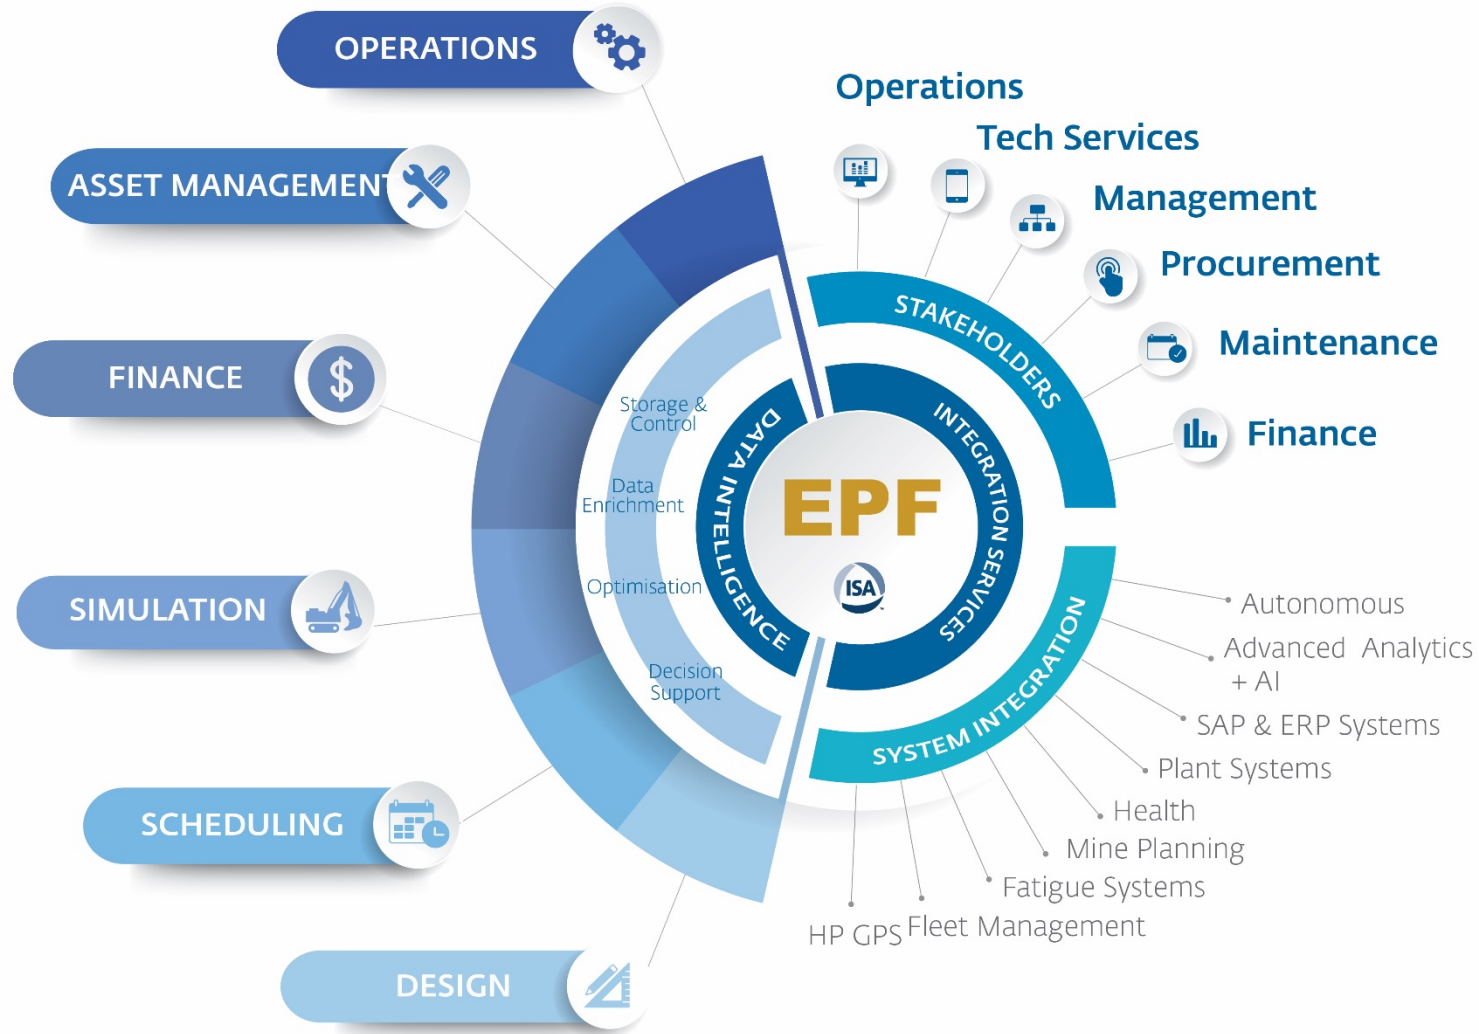 OPERATIONS
ASSET MANAGEMENT
FINANCE
SIMULATION
SCHEDULING
DESIGN
Storage &
Control
Data
Enrichment
Optimisation
Decision
Support
DATA INTELLIGENCE
EPF
ISA
INTEGRATION SERVICES
STAKEHOLDERS
Operations
Tech Services
Management
Procurement
Maintenance
Finance
SYSTEM INTEGRATION
Autonomous
Advanced Analytics
+ AI
SAP & ERP Systems
Plant Systems
Health
Mine Planning
Fatigue Systems
Fleet Management
HP GPS